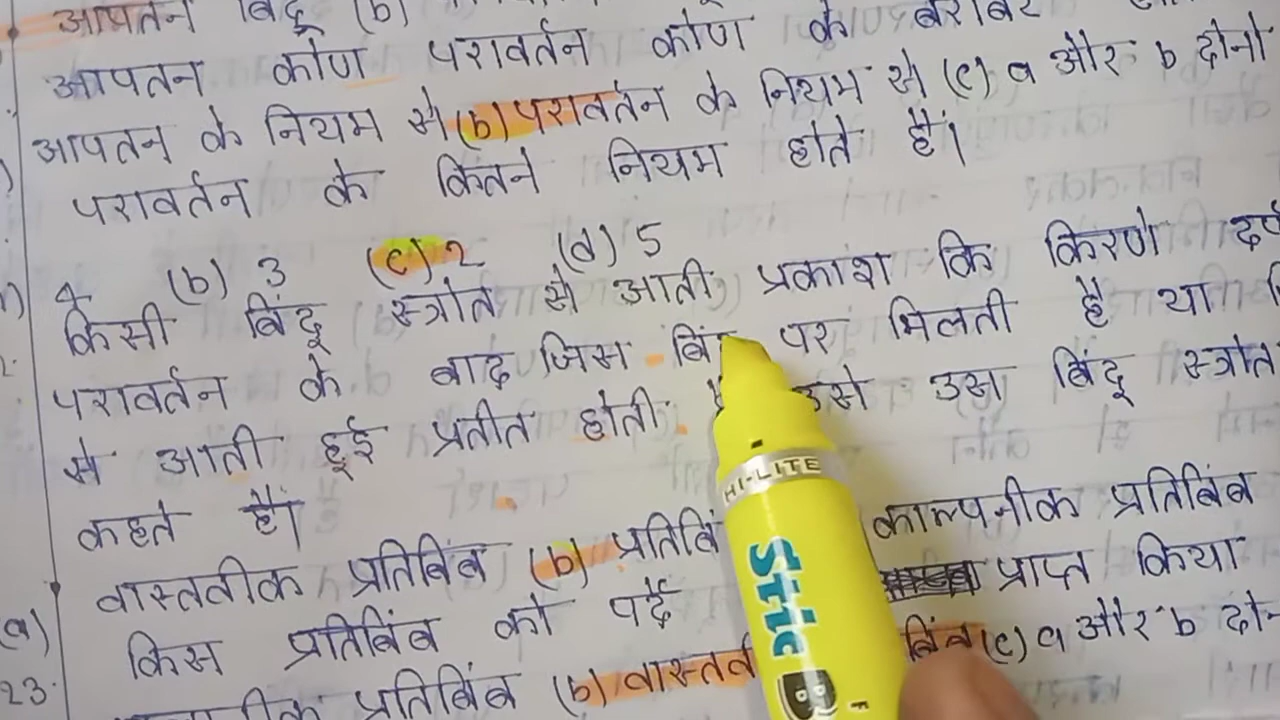 आपतन बिंदू (b)
आपतन कोण परावर्तन कोण के बराबर
आपतन के नियम से (b) परावर्तन के नियम से (c) a और b दोनो
परावर्तन के कितने नियम होते है।
4 (b) 3 (c) 2 (d) 5
किसी बिंदू स्त्रोत से आती प्रकाश कि किरणे
परावर्तन के बाद जिस पर मिलती है या
से आती हूई प्रतीत होती उसे उस बिंदू स्त्रोत
कहते है।
वास्तवीक प्रतिबिंब (b) काल्पनीक प्रतिबिंब
(a) किस प्रतिबिंब को पर्दे प्राप्त किया
23. प्रतिबिंब (b) (c) a और b
HI-LITE
Stic